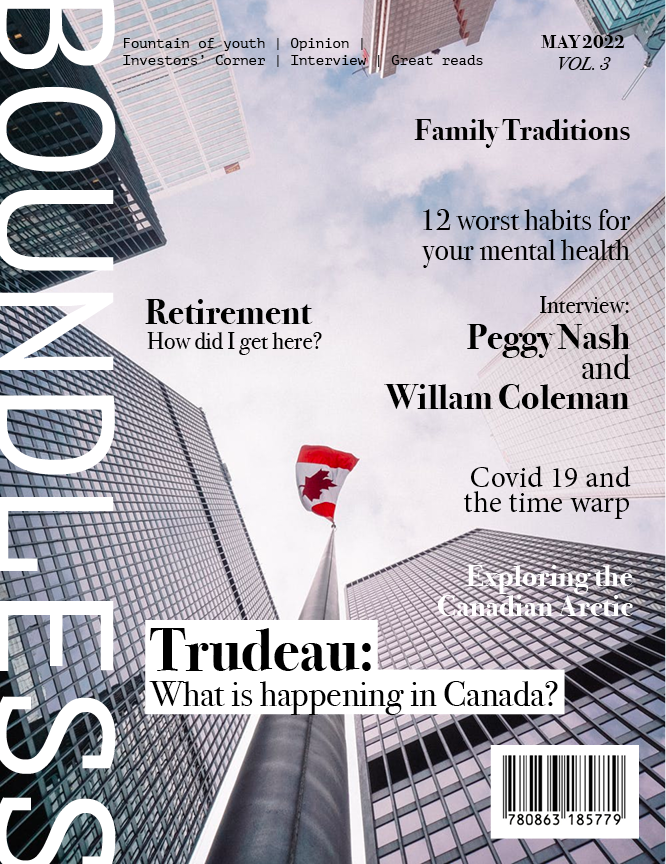 BOUNDLESS
Fountain of youth | Opinion |
Investors' Corner | Interview | Great reads
MAY 2022
VOL. 3
Family Traditions
12 worst habits for
your mental health
Retirement
How did I get here?
Interview:
Peggy Nash
and
Willam Coleman
Covid 19 and
the time warp
Exploring the
Canadian Arctic
Trudeau:
What is happening in Canada?
780863 185779